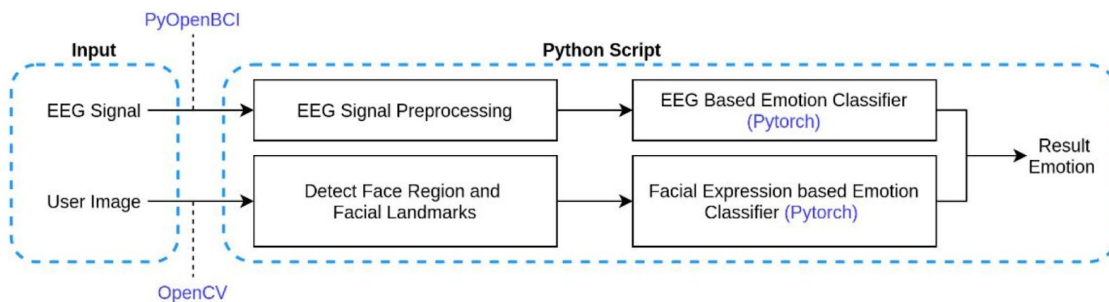 PyOpenBCI
Input
Python Script
EEG Signal
EEG Signal Preprocessing
EEG Based Emotion Classifier
(Pytorch)
Result
Emotion
User Image
Detect Face Region and
Facial Landmarks
Facial Expression based Emotion
Classifier (Pytorch)
OpenCV